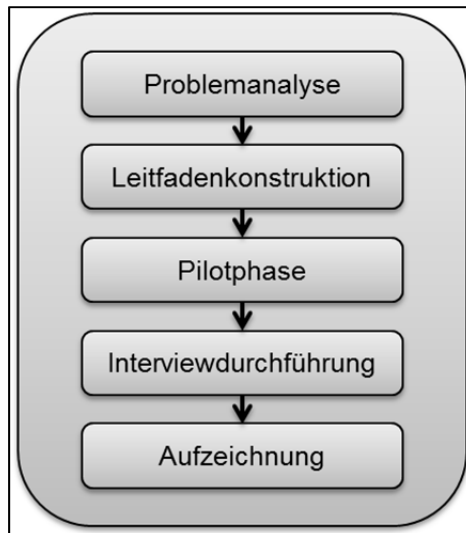 Problemanalyse
Leitfadenkonstruktion
Pilotphase
Interviewdurchführung
Aufzeichnung